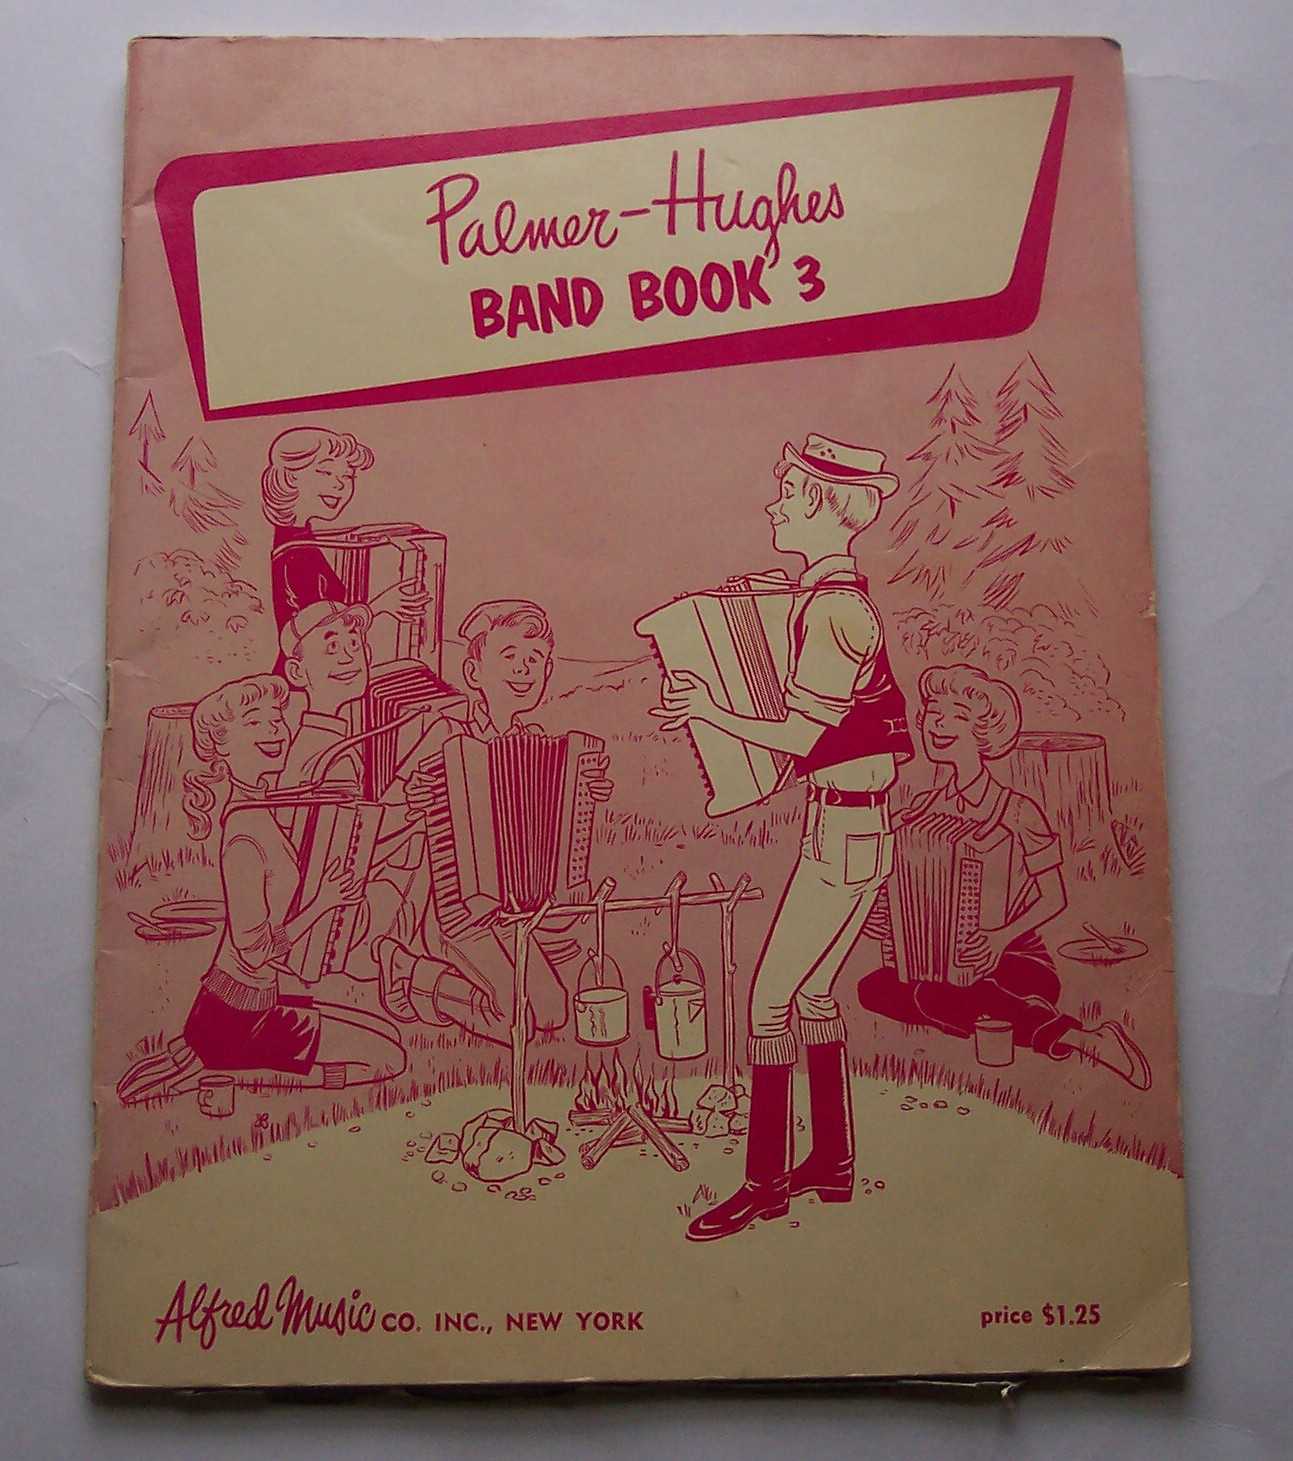 Palmer-Hughes
BAND BOOK 3
Alfred Music CO. INC., NEW YORK
price $1.25